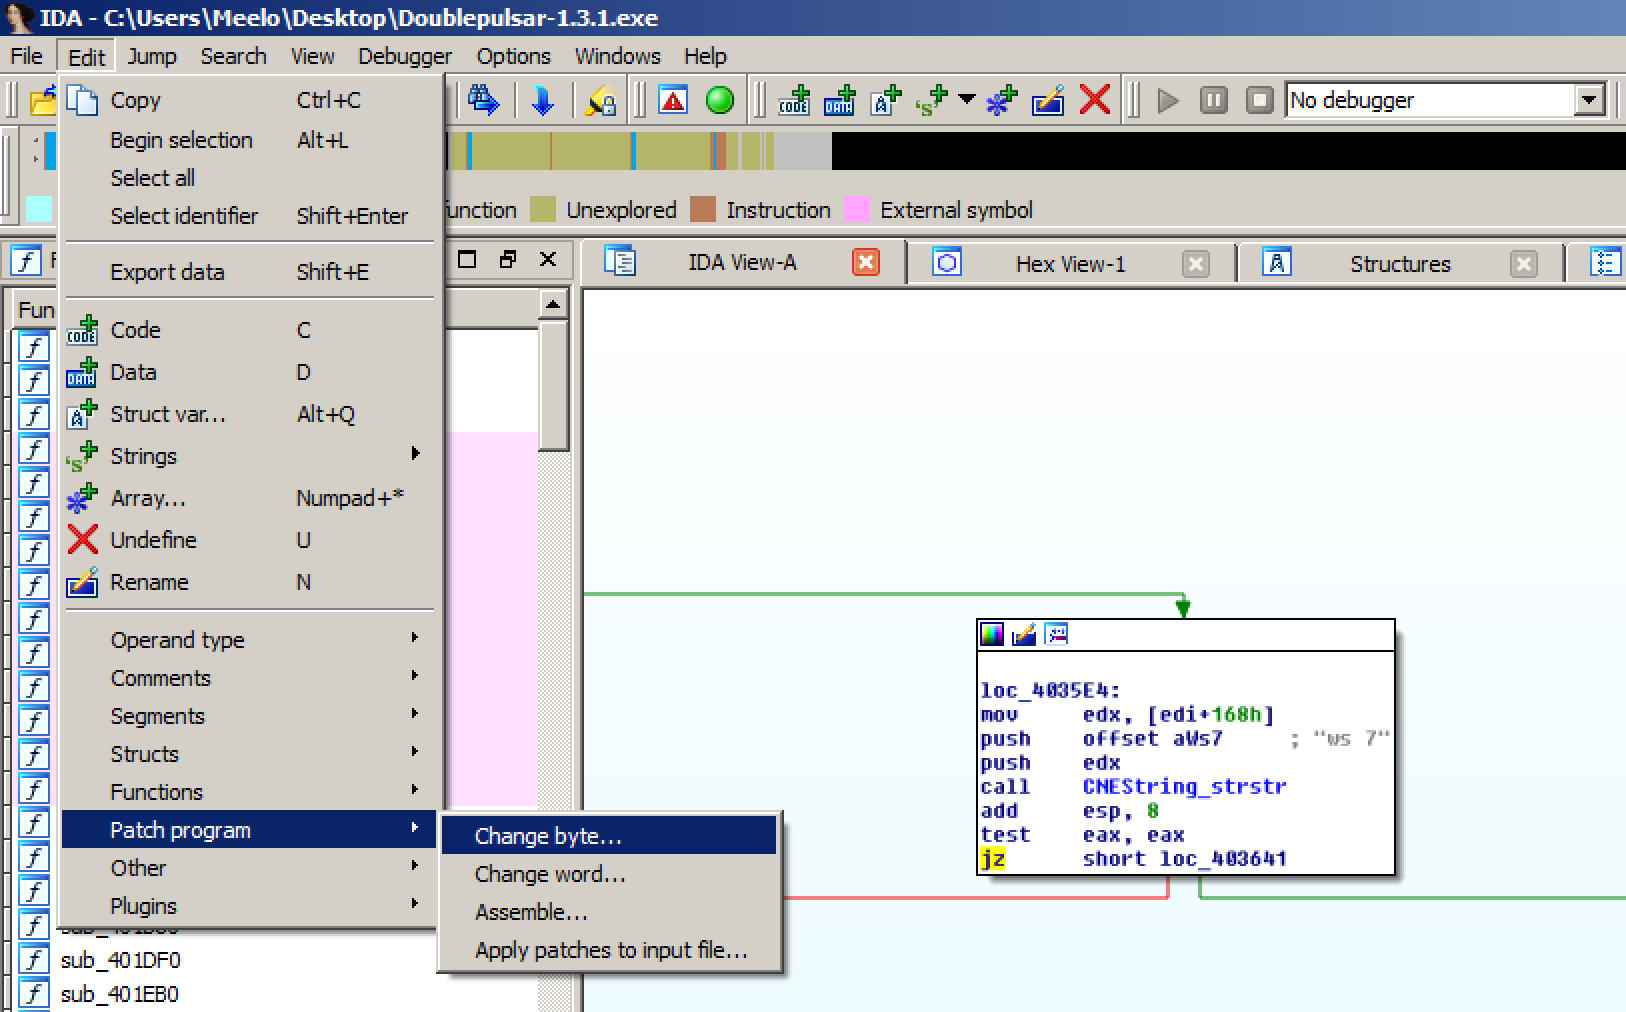 IDA - C:\Users\Meelo\Desktop\Doublepulsar-1.3.1.exe
File Edit Jump Search View Debugger Options Windows Help
No debugger
Copy Ctrl+C
Begin selection Alt+L
Select all
Select identifier Shift+Enter
Export data Shift+E
Code C
Data D
Struct var... Alt+Q
Strings
Array... Numpad+*
Undefine U
Rename N
Operand type
Comments
Segments
Structs
Functions
Patch program
Other
Plugins
Change byte...
Change word...
Assemble...
Apply patches to input file...
unction Unexplored Instruction External symbol
IDA View-A Hex View-1 Structures
Fun
sub_401DF0
sub_401EB0
loc_4035E4:
mov edx, [edi+168h]
push offset aWs7 ; "ws 7"
push edx
call CNEString_strstr
add esp, 8
test eax, eax
jz short loc_403641